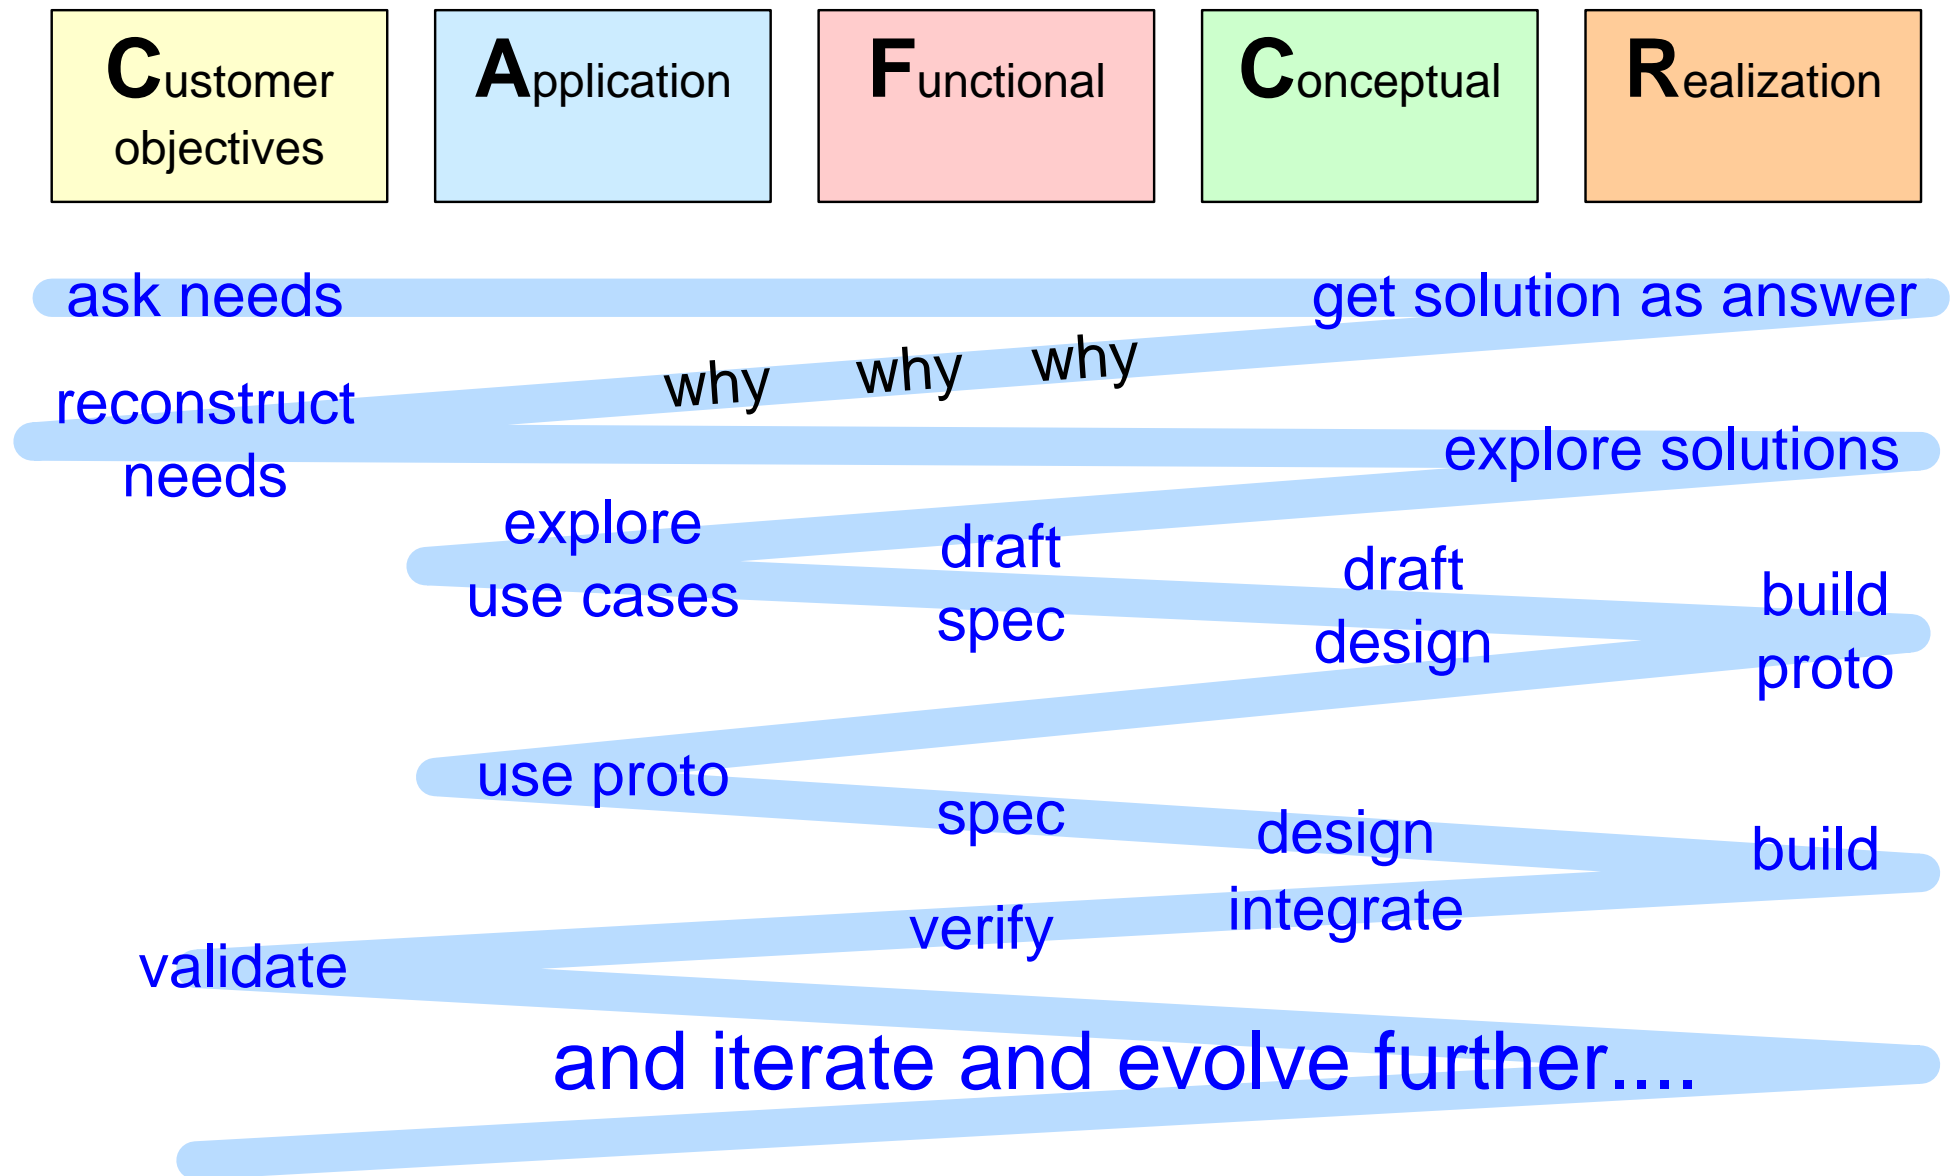 Customer
objectives
Application
Functional
Conceptual
Realization
ask needs
get solution as answer
why why why
reconstruct
needs
explore solutions
explore
use cases
draft
spec
draft
design
build
proto
use proto
spec
design
build
integrate
verify
validate
and iterate and evolve further....